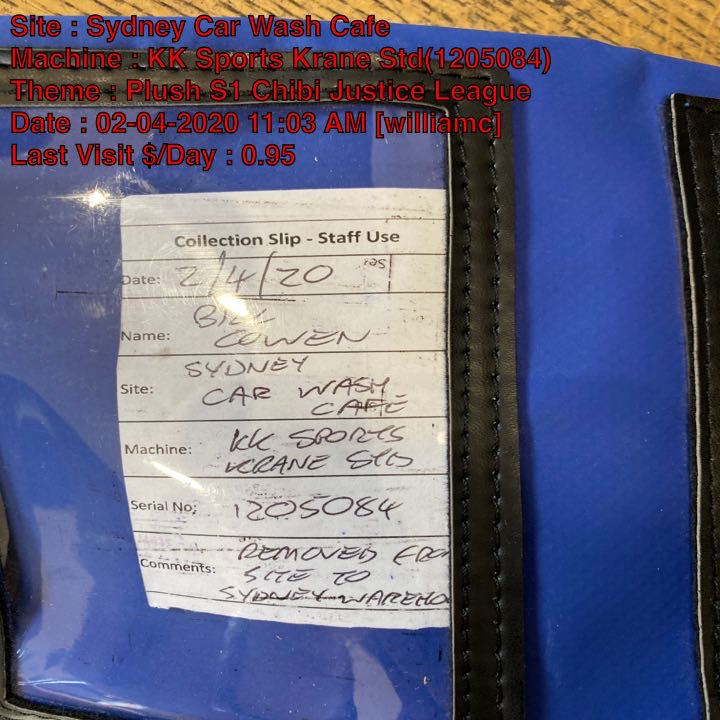 Site : Sydney Car Wash Cafe
Machine : KK Sports Krane Std(1205084)
Theme : Plush S1 Chibi Justice League
Date : 02-04-2020 11:03 AM [williamc]
Last Visit $/Day : 0.95
Collection Slip - Staff Use
Date: 2/4/20
BILL
Name: COWEN
SYDNEY
Site: CAR WASH
CAFE
Machine: KK SPORTS
KRANE STD
Serial No: 1205084
REMOVED FRO
Comments: SITE TO
SYDNEY WAREHO